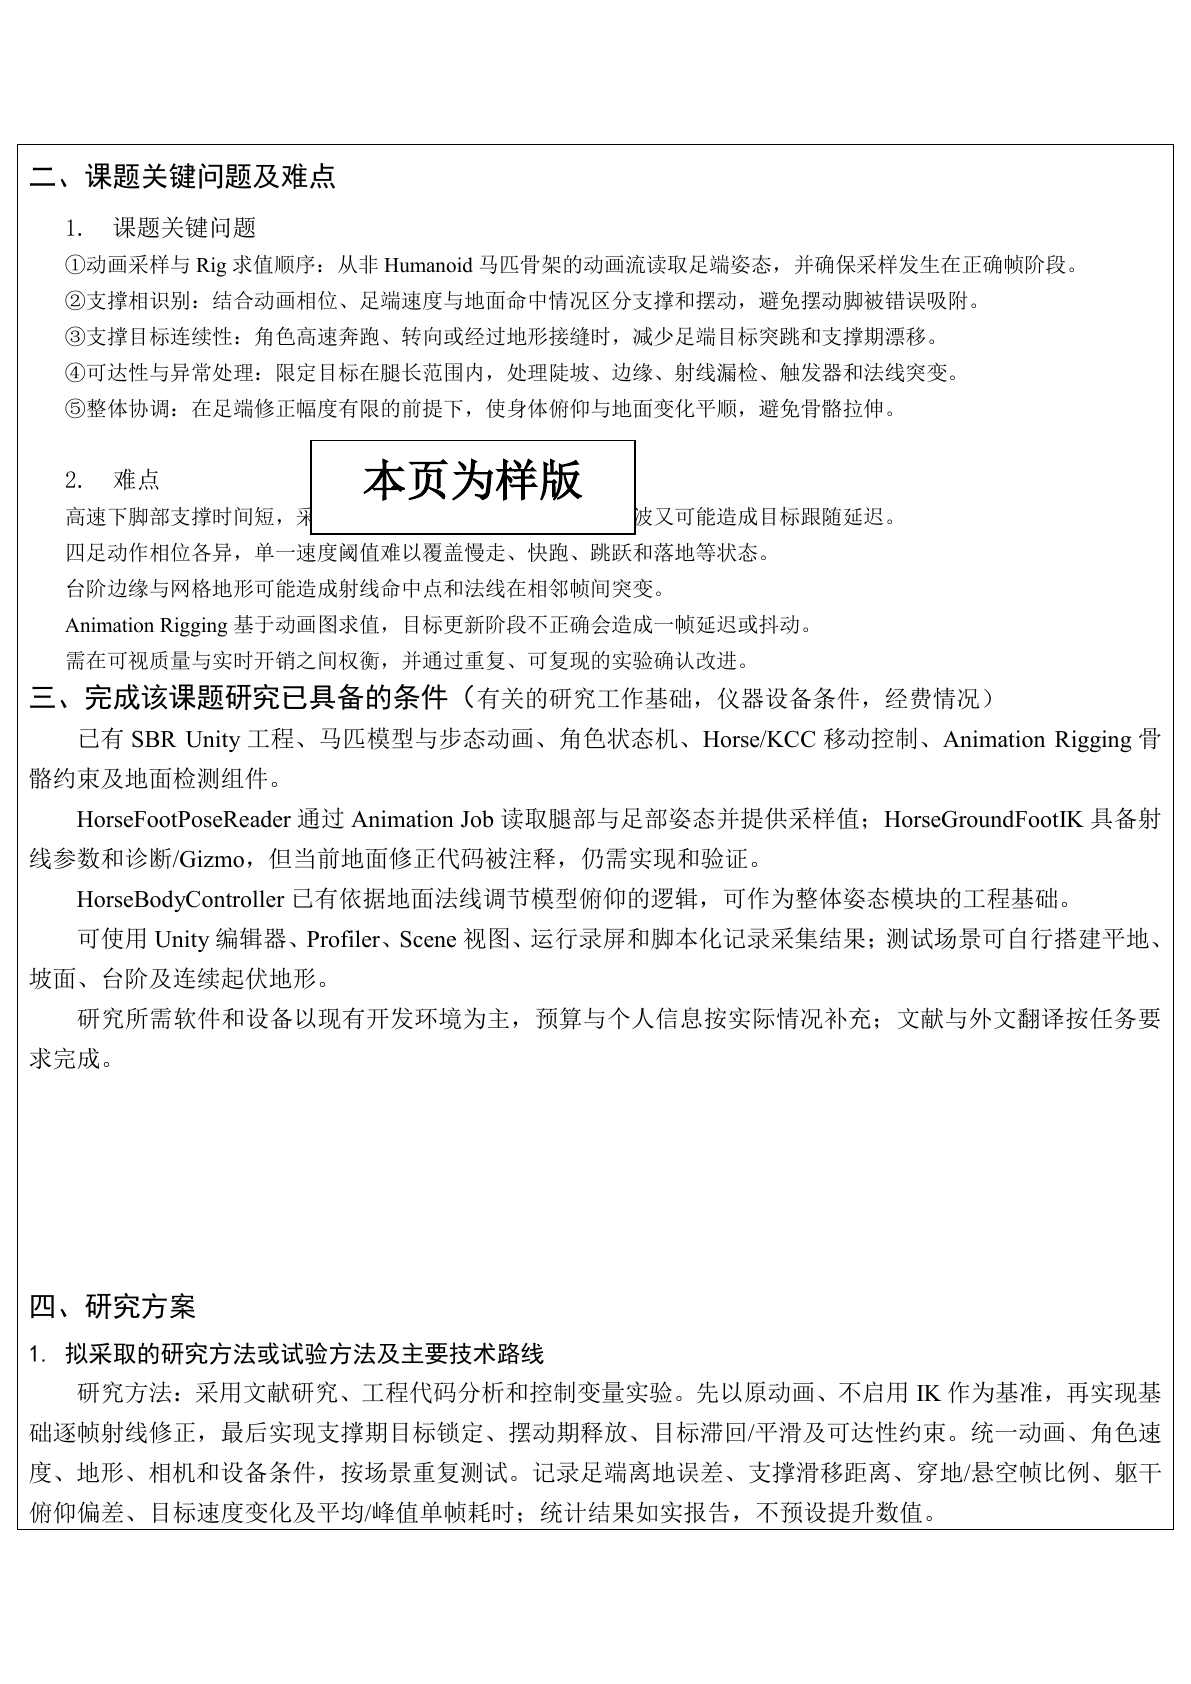 二、课题关键问题及难点
1. 课题关键问题
①动画采样与 Rig 求值顺序：从非 Humanoid 马匹骨架的动画流读取足端姿态，并确保采样发生在正确帧阶段。
②支撑相识别：结合动画相位、足端速度与地面命中情况区分支撑和摆动，避免摆动脚被错误吸附。
③支撑目标连续性：角色高速奔跑、转向或经过地形接缝时，减少足端目标突跳和支撑期漂移。
④可达性与异常处理：限定目标在腿长范围内，处理陡坡、边缘、射线漏检、触发器和法线突变。
⑤整体协调：在足端修正幅度有限的前提下，使身体俯仰与地面变化平顺，避免骨骼拉伸。
本页为样版
2. 难点
高速下脚部支撑时间短，采 波又可能造成目标跟随延迟。
四足动作相位各异，单一速度阈值难以覆盖慢走、快跑、跳跃和落地等状态。
台阶边缘与网格地形可能造成射线命中点和法线在相邻帧间突变。
Animation Rigging 基于动画图求值，目标更新阶段不正确会造成一帧延迟或抖动。
需在可视质量与实时开销之间权衡，并通过重复、可复现的实验确认改进。
三、完成该课题研究已具备的条件（有关的研究工作基础，仪器设备条件，经费情况）
已有 SBR Unity 工程、马匹模型与步态动画、角色状态机、Horse/KCC 移动控制、Animation Rigging 骨
骼约束及地面检测组件。
HorseFootPoseReader 通过 Animation Job 读取腿部与足部姿态并提供采样值；HorseGroundFootIK 具备射
线参数和诊断/Gizmo，但当前地面修正代码被注释，仍需实现和验证。
HorseBodyController 已有依据地面法线调节模型俯仰的逻辑，可作为整体姿态模块的工程基础。
可使用 Unity 编辑器、Profiler、Scene 视图、运行录屏和脚本化记录采集结果；测试场景可自行搭建平地、
坡面、台阶及连续起伏地形。
研究所需软件和设备以现有开发环境为主，预算与个人信息按实际情况补充；文献与外文翻译按任务要
求完成。
四、研究方案
1. 拟采取的研究方法或试验方法及主要技术路线
研究方法：采用文献研究、工程代码分析和控制变量实验。先以原动画、不启用 IK 作为基准，再实现基
础逐帧射线修正，最后实现支撑期目标锁定、摆动期释放、目标滞回/平滑及可达性约束。统一动画、角色速
度、地形、相机和设备条件，按场景重复测试。记录足端离地误差、支撑滑移距离、穿地/悬空帧比例、躯干
俯仰偏差、目标速度变化及平均/峰值单帧耗时；统计结果如实报告，不预设提升数值。